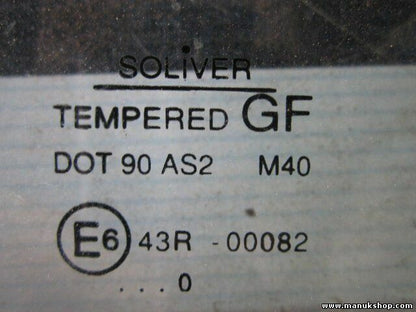 SOLiVER
TEMPERED GF
DOT 90 AS2 M40
E6 43R - 00082
...0
www.manukshop.com